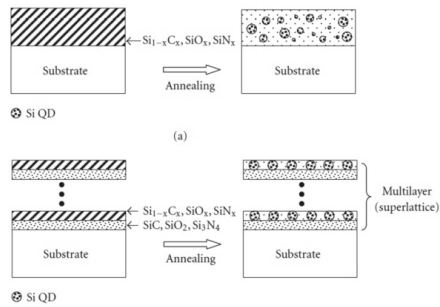 Si₁₋ₓCₓ, SiOₓ, SiNₓ
Substrate
Substrate
Annealing
Si QD
(a)
Si₁₋ₓCₓ, SiOₓ, SiNₓ
SiC, SiO₂, Si₃N₄
Multilayer
(superlattice)
Substrate
Substrate
Annealing
Si QD